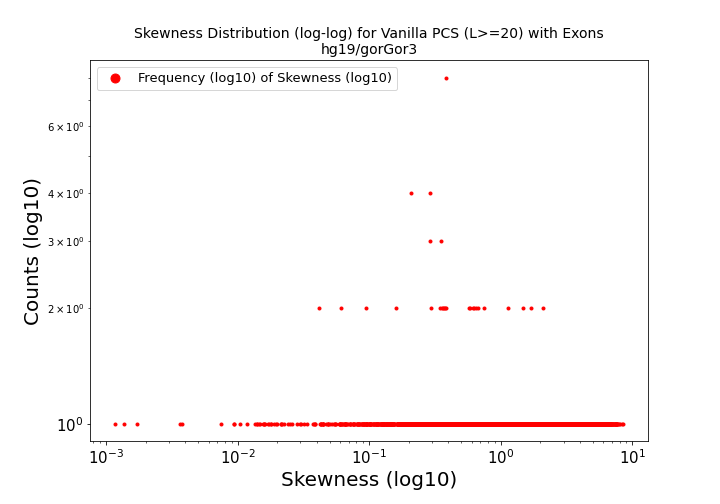 Skewness Distribution (log-log) for Vanilla PCS (L>=20) with Exons
hg19/gorGor3
Frequency (log10) of Skewness (log10)
Counts (log10)
6 × 10⁰
4 × 10⁰
3 × 10⁰
2 × 10⁰
10⁰
10⁻³ 10⁻² 10⁻¹ 10⁰ 10¹
Skewness (log10)